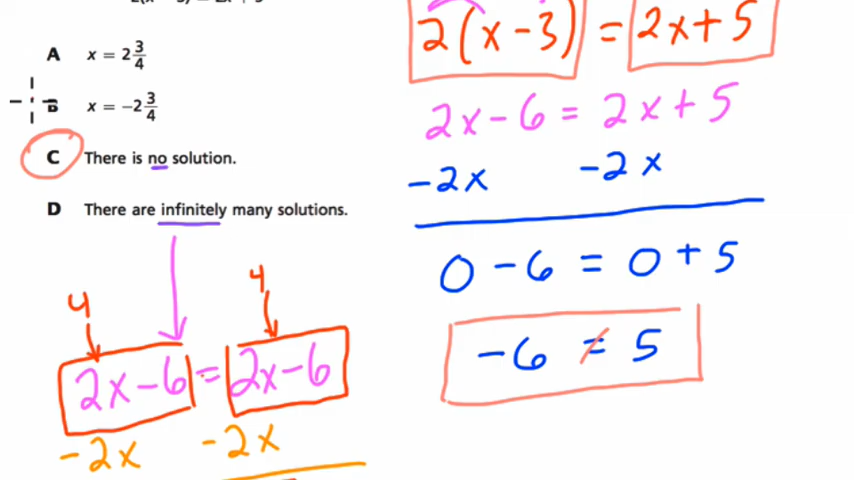 A x = 2 3/4
B x = −2 3/4
C There is no solution.
D There are infinitely many solutions.
4 4
2x−6 = 2x−6
−2x −2x
2(x−3) = 2x+5
2x−6 = 2x+5
−2x −2x
0 − 6 = 0 + 5
−6 ≠ 5